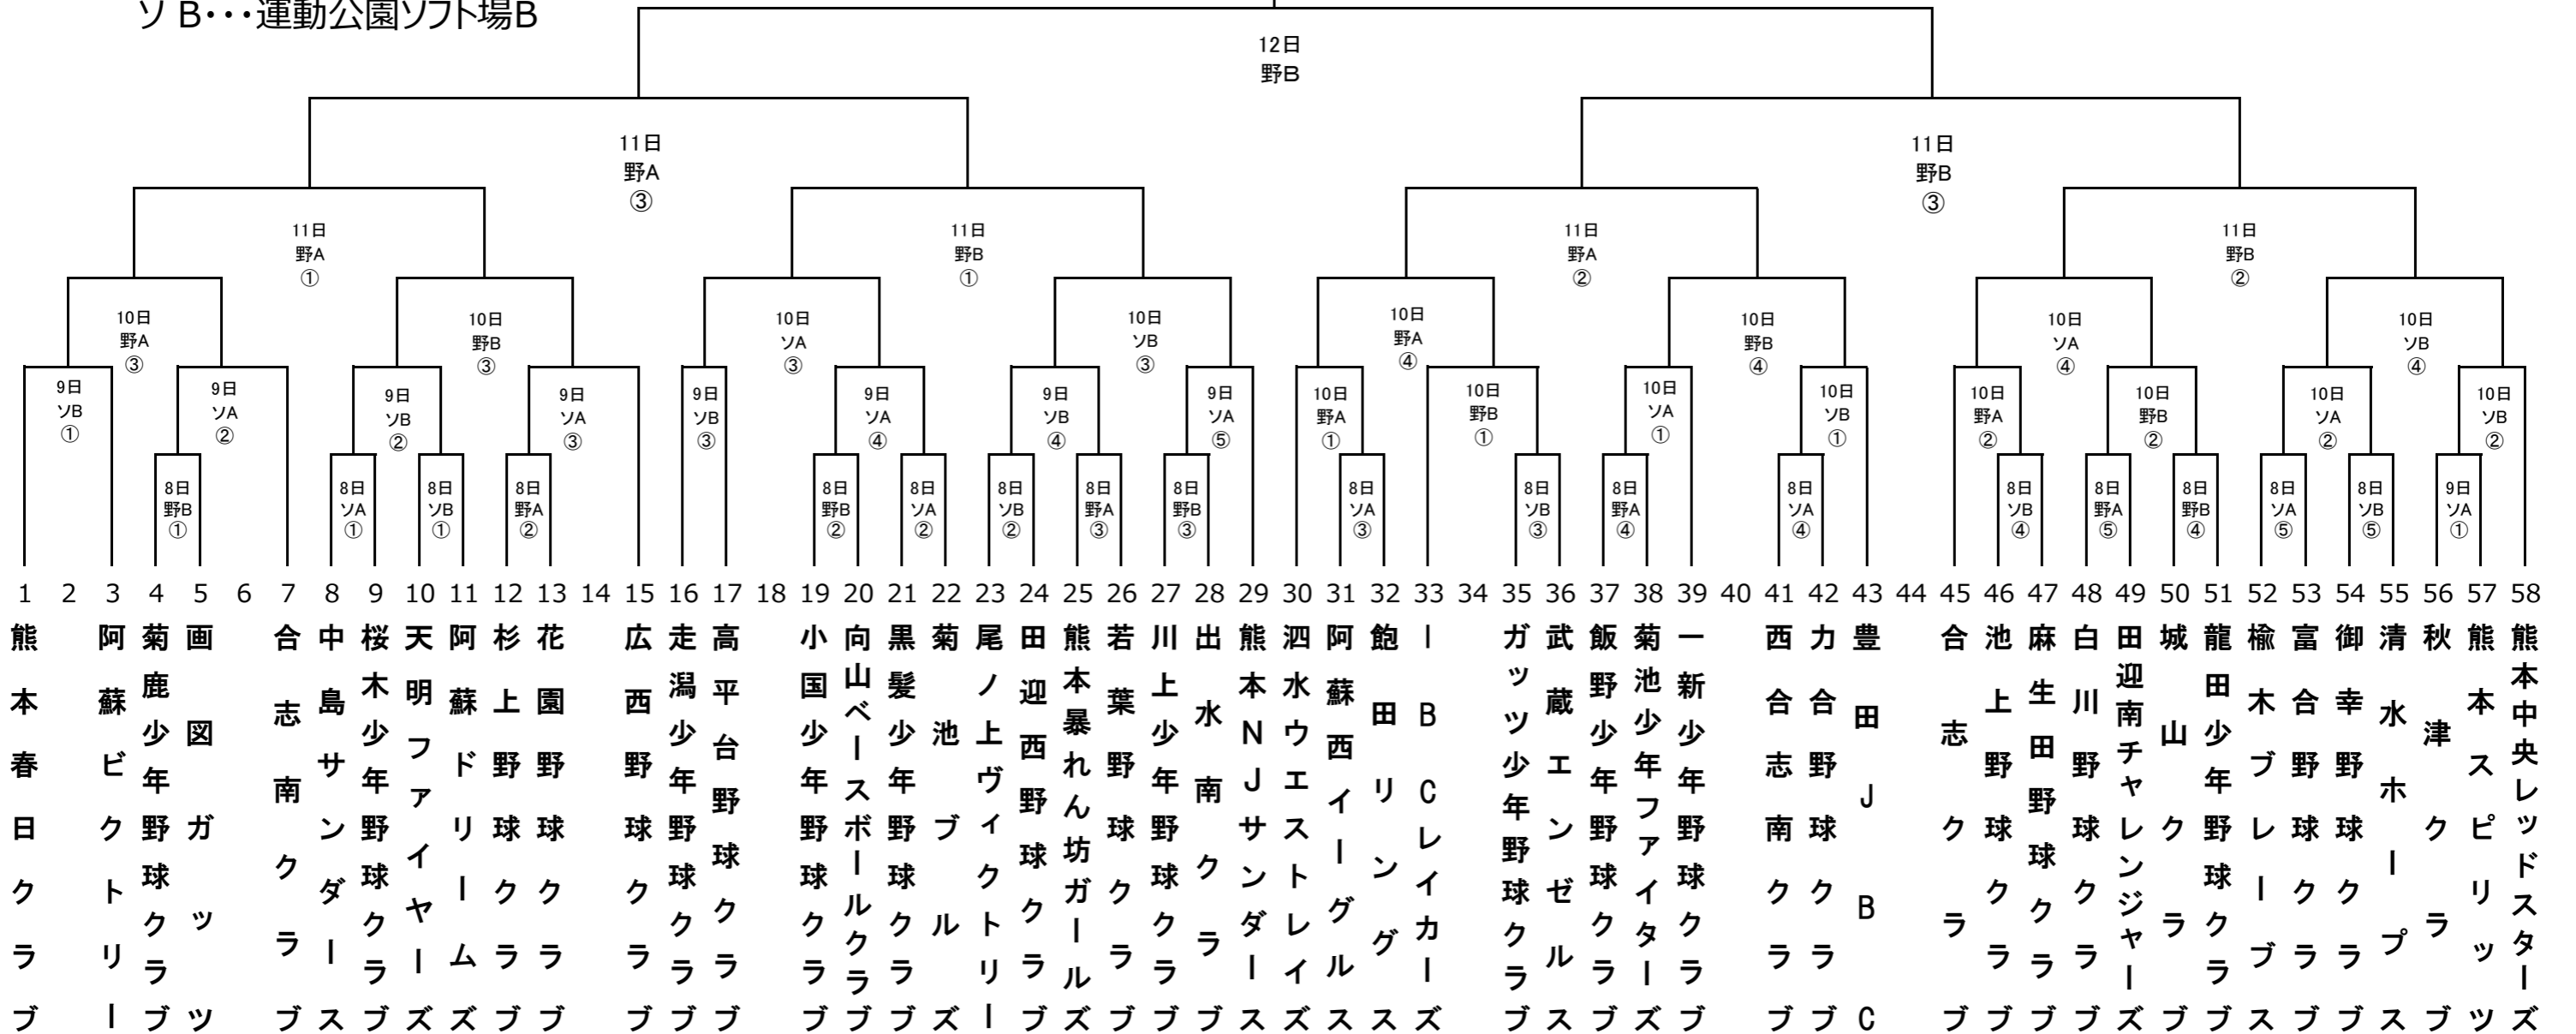 ソ B･･･運動公園ソフト場B
12日
野B
11日
野A
③
11日
野B
③
11日
野A
①
11日
野B
①
11日
野A
②
11日
野B
②
10日
野A
③
10日
野B
③
10日
ソA
③
10日
ソB
③
10日
野A
④
10日
野B
④
10日
ソA
④
10日
ソB
④
9日
ソB
①
9日
ソA
②
9日
ソB
②
9日
ソA
③
9日
ソB
③
9日
ソA
④
9日
ソB
④
9日
ソA
⑤
10日
野A
①
10日
野B
①
10日
ソA
①
10日
ソB
①
10日
野A
②
10日
野B
②
10日
ソA
②
10日
ソB
②
8日
野B
①
8日
ソA
①
8日
ソB
①
8日
野A
②
8日
野B
②
8日
ソA
②
8日
ソB
②
8日
野A
③
8日
野B
③
8日
ソA
③
8日
ソB
③
8日
野A
④
8日
ソA
④
8日
ソB
④
8日
野A
⑤
8日
野B
④
8日
ソA
⑤
8日
ソB
⑤
9日
ソA
①
1 2 3 4 5 6 7 8 9 10 11 12 13 14 15 16 17 18 19 20 21 22 23 24 25 26 27 28 29 30 31 32 33 34 35 36 37 38 39 40 41 42 43 44 45 46 47 48 49 50 51 52 53 54 55 56 57 58
熊本春日クラブ
阿蘇ビクトリー
菊鹿少年野球クラブ
画図ガッツ
合志南クラブ
中島サンダース
桜木少年野球クラブ
天明ファイヤーズ
阿蘇ドリームズ
杉上野球クラブ
花園野球クラブ
広西野球クラブ
走潟少年野球クラブ
高平台野球クラブ
小国少年野球クラブ
向山ベースボールクラブ
黒髪少年野球クラブ
菊池ブルズ
尾ノ上ヴィクトリー
田迎西野球クラブ
熊本暴れん坊ガールズ
若葉野球クラブ
川上少年野球クラブ
出水南クラブ
熊本NJサンダース
泗水ウエストレイズ
阿蘇西イーグルス
飽田リングス
一BCレイカーズ
ガッツ少年野球クラブ
武蔵エンゼルス
飯野少年野球クラブ
菊池少年ファイターズ
一新少年野球クラブ
西合志南クラブ
力合野球クラブ
豊田JBC
合志クラブ
池上野球クラブ
麻生田野球クラブ
白川野球クラブ
田迎南チャレンジャーズ
城山クラブ
龍田少年野球クラブ
楡木ブレーブス
富合野球クラブ
御幸野球クラブ
清水ホープス
秋津クラブ
熊本スピリッツ
熊本中央レッドスターズ